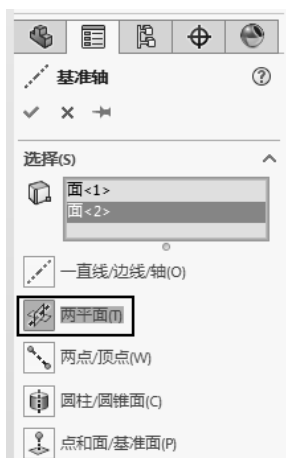 基准轴
选择(S)
面<1>
面<2>
一直线/边线/轴(O)
两平面(T)
两点/顶点(W)
圆柱/圆锥面(C)
点和面/基准面(P)